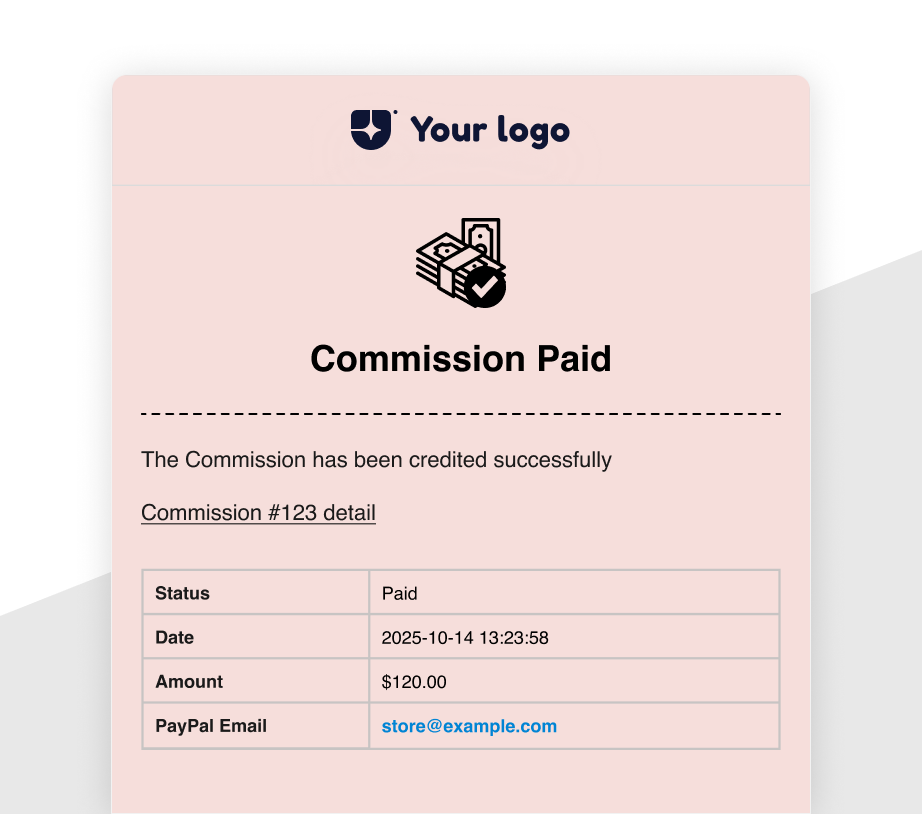 Your logo
Commission Paid
The Commission has been credited successfully
Commission #123 detail
Status Paid
Date 2025-10-14 13:23:58
Amount $120.00
PayPal Email store@example.com